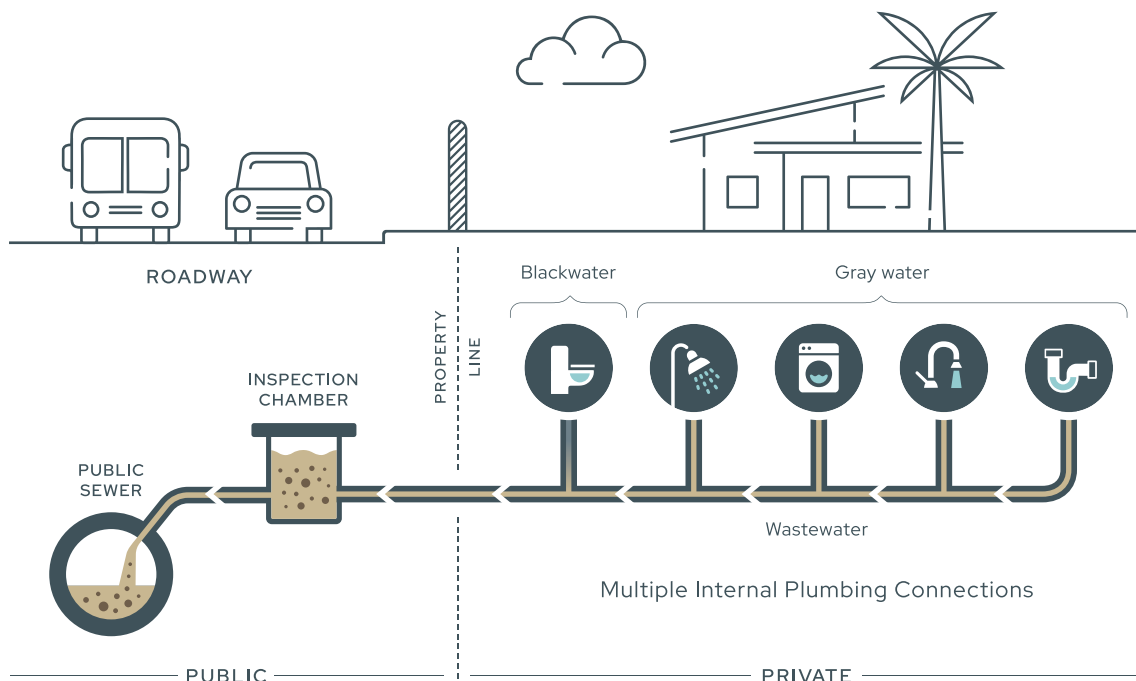 ROADWAY
Blackwater
Gray water
PROPERTY
LINE
INSPECTION
CHAMBER
PUBLIC
SEWER
Wastewater
Multiple Internal Plumbing Connections
PUBLIC
PRIVATE